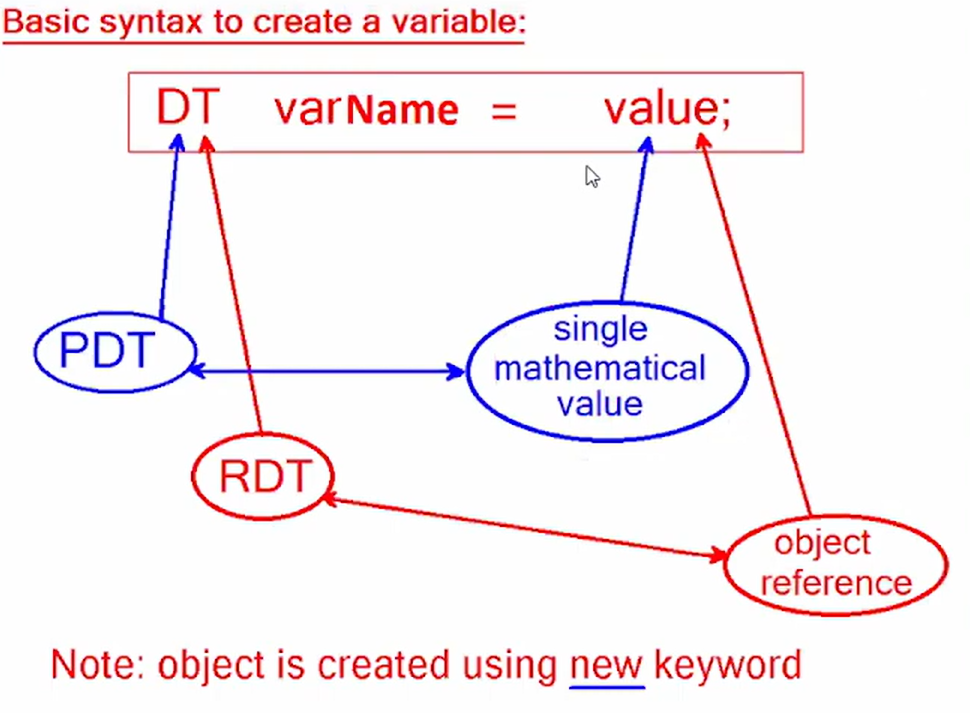 Basic syntax to create a variable:
DT varName = value;
PDT
single
mathematical
value
RDT
object
reference
Note: object is created using new keyword